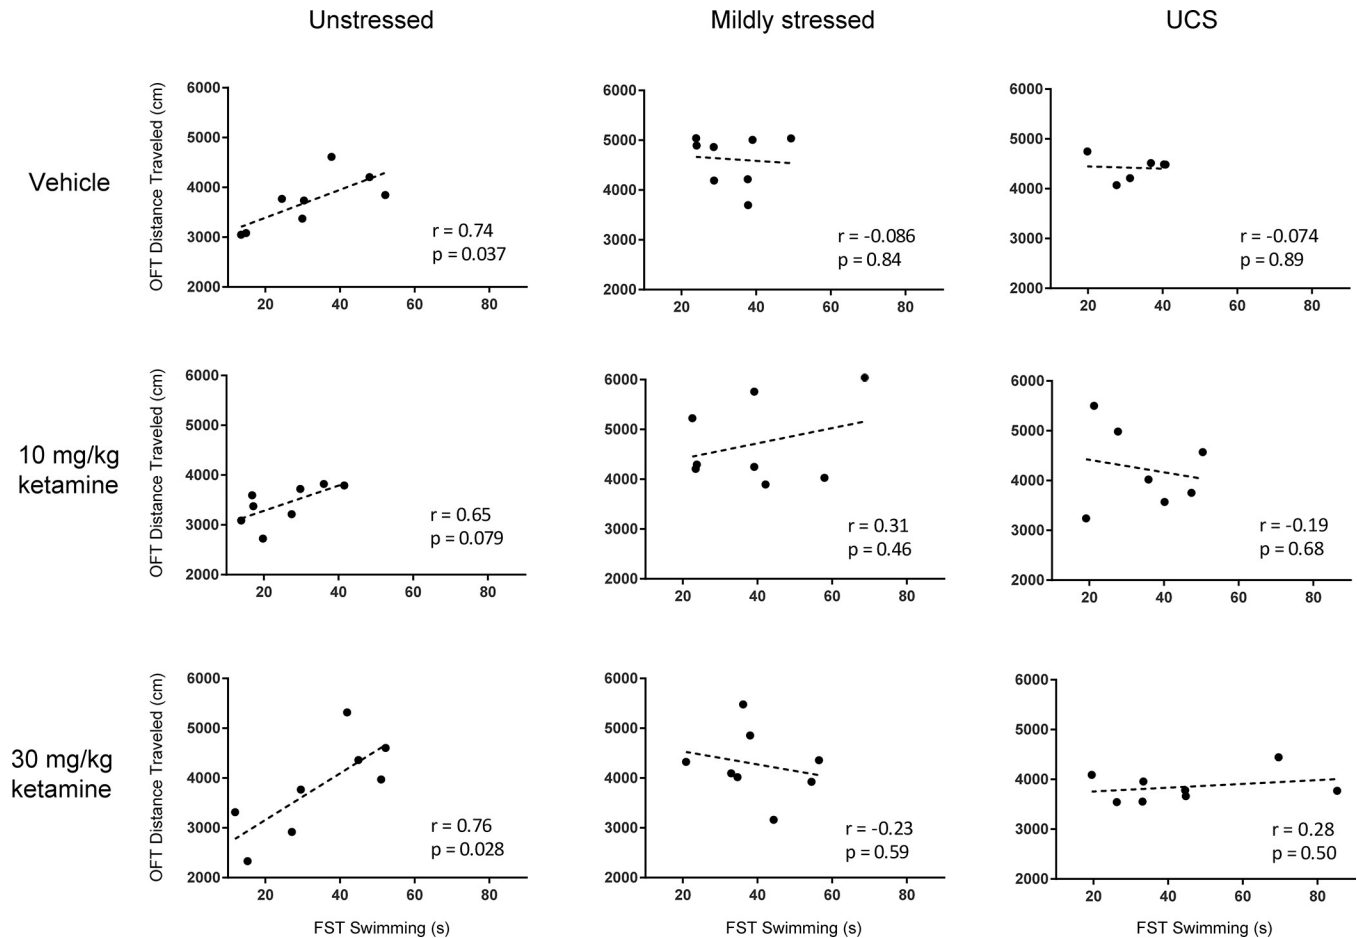 Unstressed
Mildly stressed
UCS
Vehicle
OFT Distance Traveled (cm)
6000
5000
4000
3000
2000
20
40
60
80
r = 0.74
p = 0.037
6000
5000
4000
3000
2000
20
40
60
80
r = -0.086
p = 0.84
6000
5000
4000
3000
2000
20
40
60
80
r = -0.074
p = 0.89
10 mg/kg
ketamine
OFT Distance Traveled (cm)
6000
5000
4000
3000
2000
20
40
60
80
r = 0.65
p = 0.079
6000
5000
4000
3000
2000
20
40
60
80
r = 0.31
p = 0.46
6000
5000
4000
3000
2000
20
40
60
80
r = -0.19
p = 0.68
30 mg/kg
ketamine
OFT Distance Traveled (cm)
6000
5000
4000
3000
2000
20
40
60
80
r = 0.76
p = 0.028
FST Swimming (s)
6000
5000
4000
3000
2000
20
40
60
80
r = -0.23
p = 0.59
FST Swimming (s)
6000
5000
4000
3000
2000
20
40
60
80
r = 0.28
p = 0.50
FST Swimming (s)